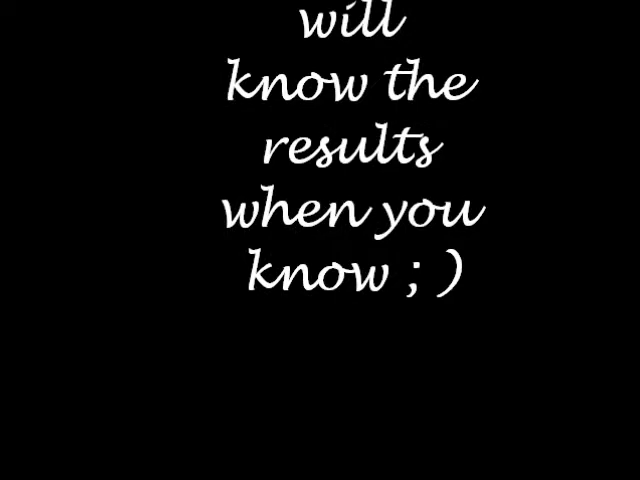 will
know the
results
when you
know ; )